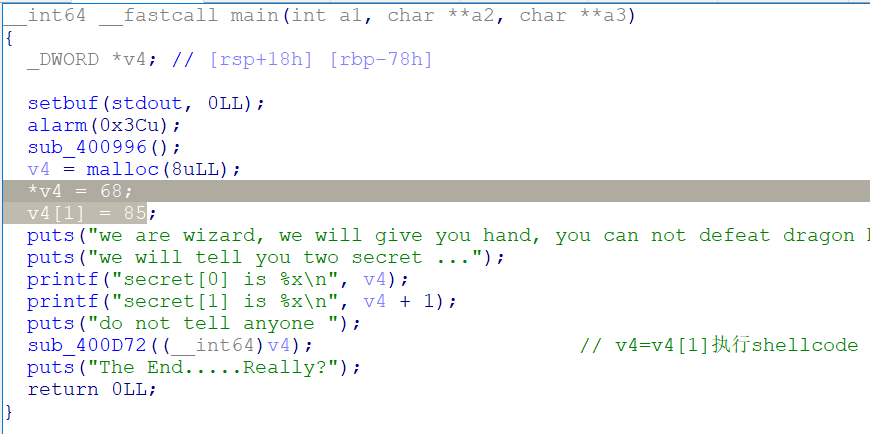 __int64 __fastcall main(int a1, char **a2, char **a3)
{
  _DWORD *v4; // [rsp+18h] [rbp-78h]
  setbuf(stdout, 0LL);
  alarm(0x3Cu);
  sub_400996();
  v4 = malloc(8uLL);
  *v4 = 68;
  v4[1] = 85;
  puts("we are wizard, we will give you hand, you can not defeat dragon
  puts("we will tell you two secret ...");
  printf("secret[0] is %x\n", v4);
  printf("secret[1] is %x\n", v4 + 1);
  puts("do not tell anyone ");
  sub_400D72((__int64)v4); // v4=v4[1]执行shellcode
  puts("The End.....Really?");
  return 0LL;
}